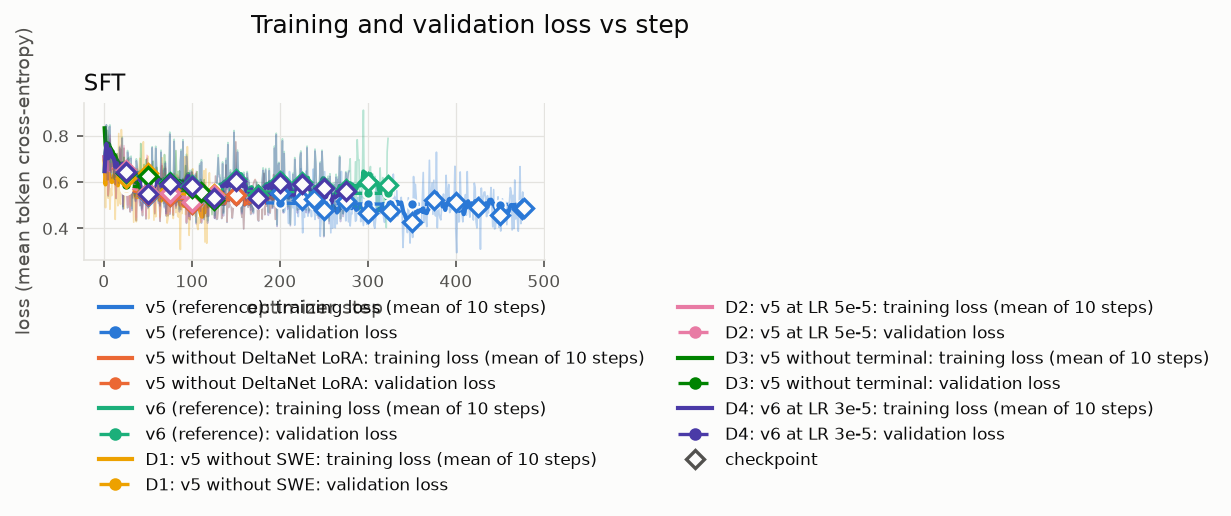 Training and validation loss vs step
SFT
loss (mean token cross-entropy)
0.8
0.6
0.4
0 100 200 300 400 500
optimizer step
v5 (reference): training loss (mean of 10 steps)
v5 (reference): validation loss
v5 without DeltaNet LoRA: training loss (mean of 10 steps)
v5 without DeltaNet LoRA: validation loss
v6 (reference): training loss (mean of 10 steps)
v6 (reference): validation loss
D1: v5 without SWE: training loss (mean of 10 steps)
D1: v5 without SWE: validation loss
D2: v5 at LR 5e-5: training loss (mean of 10 steps)
D2: v5 at LR 5e-5: validation loss
D3: v5 without terminal: training loss (mean of 10 steps)
D3: v5 without terminal: validation loss
D4: v6 at LR 3e-5: training loss (mean of 10 steps)
D4: v6 at LR 3e-5: validation loss
checkpoint